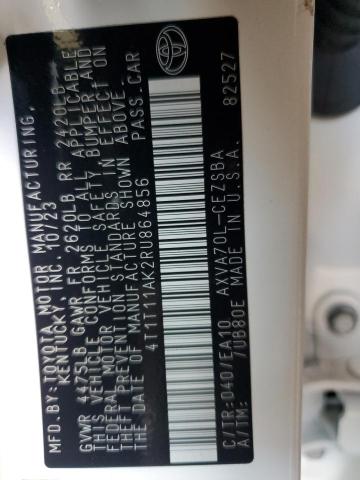 MFD. BY: TOYOTA MOTOR MANUFACTURING,
KENTUCKY, INC. 10/23
GVWR 4475LB GAWR FR 2620LB RR 2420LB
THIS VEHICLE CONFORMS TO ALL APPLICABLE
FEDERAL MOTOR VEHICLE SAFETY, BUMPER, AND
THEFT PREVENTION STANDARDS IN EFFECT ON
THE DATE OF MANUFACTURE SHOWN ABOVE.
4T1T11AK2RU864856 PASS. CAR
C/TR: 040/EA40 AXVA70L-CEZSBA
A/TM: /UB80E MADE IN U.S.A. 82527